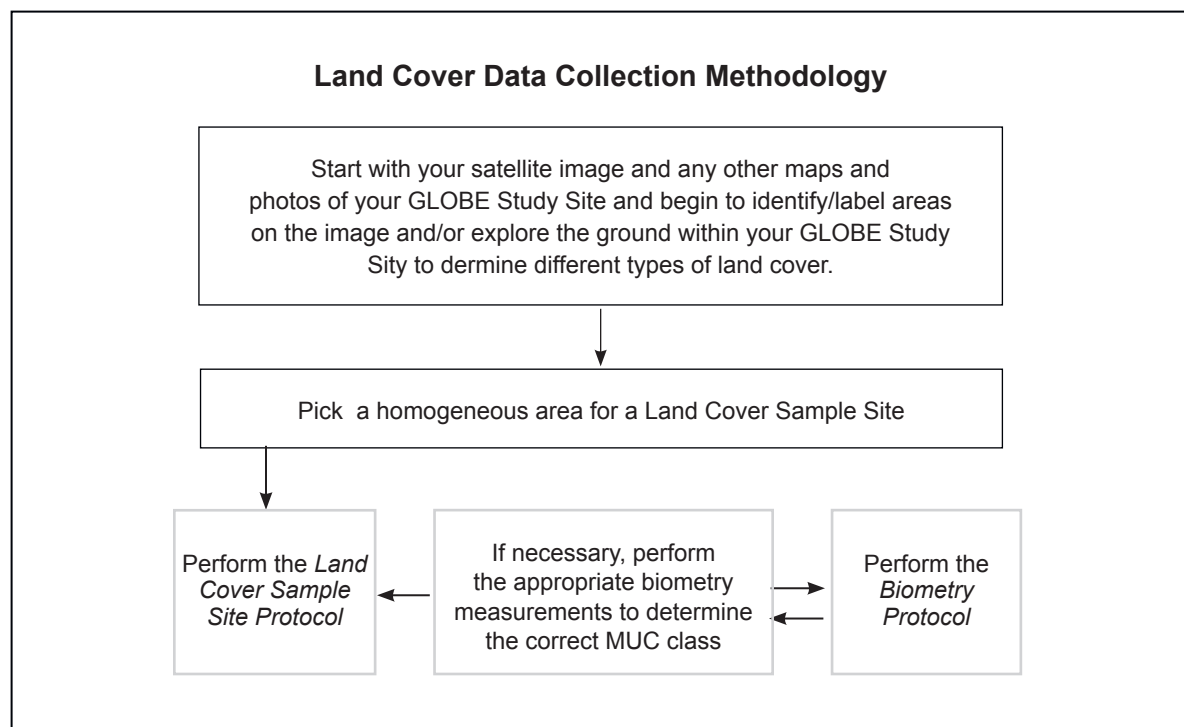 Land Cover Data Collection Methodology
Start with your satellite image and any other maps and
photos of your GLOBE Study Site and begin to identify/label areas
on the image and/or explore the ground within your GLOBE Study
Sity to dermine different types of land cover.
Pick a homogeneous area for a Land Cover Sample Site
Perform the Land
Cover Sample
Site Protocol
If necessary, perform
the appropriate biometry
measurements to determine
the correct MUC class
Perform the
Biometry
Protocol